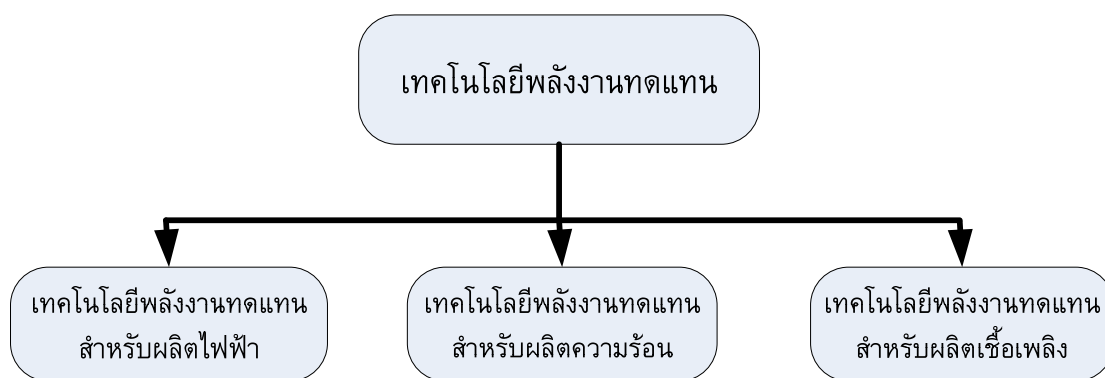 เทคโนโลยีพลังงานทดแทน
เทคโนโลยีพลังงานทดแทน
สำหรับผลิตไฟฟ้า
เทคโนโลยีพลังงานทดแทน
สำหรับผลิตความร้อน
เทคโนโลยีพลังงานทดแทน
สำหรับผลิตเชื้อเพลิง